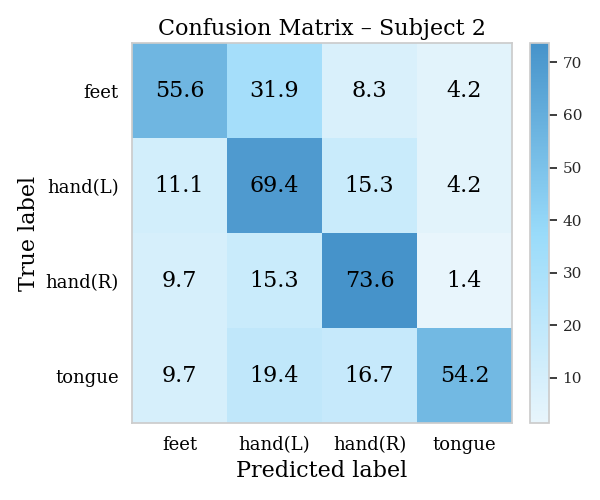 Confusion Matrix – Subject 2
feet 55.6 31.9 8.3 4.2
hand(L) 11.1 69.4 15.3 4.2
hand(R) 9.7 15.3 73.6 1.4
tongue 9.7 19.4 16.7 54.2
feet hand(L) hand(R) tongue
Predicted label
True label
70
60
50
40
30
20
10